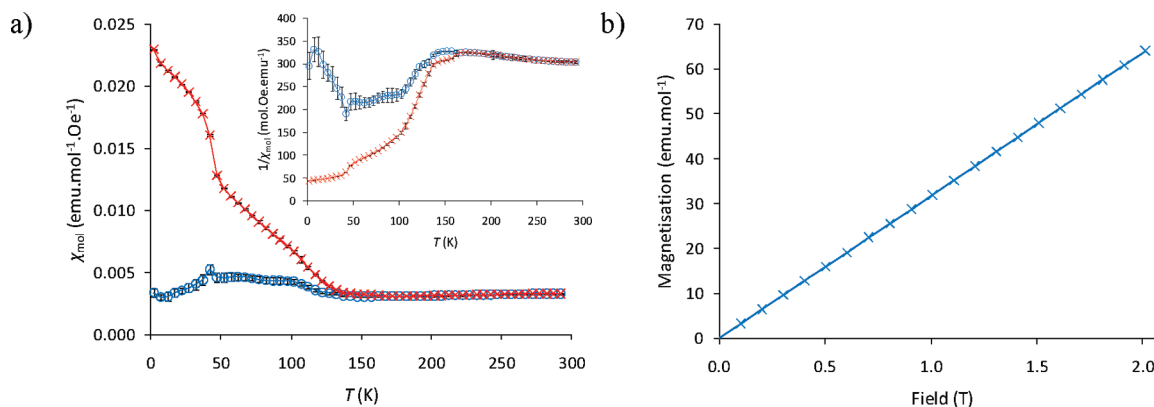 a)
0.025
0.020
0.015
0.010
0.005
0.000
χmol (emu.mol⁻¹.Oe⁻¹)
0 50 100 150 200 250 300
T (K)
400
350
300
250
200
150
100
50
0
1/χmol (mol.Oe.emu⁻¹)
0 50 100 150 200 250 300
T (K)
b)
70
60
50
40
30
20
10
0
Magnetisation (emu.mol⁻¹)
0.0 0.5 1.0 1.5 2.0
Field (T)